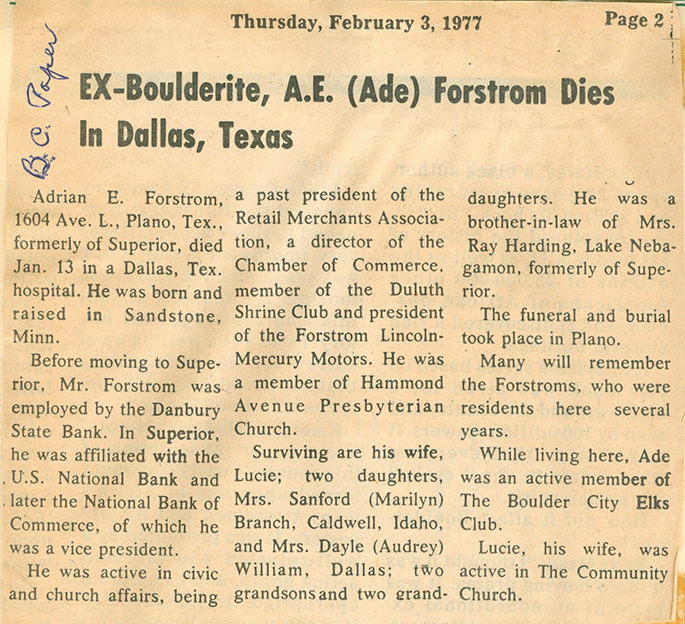 Thursday, February 3, 1977
Page 2
B.C. Paper
EX-Boulderite, A.E. (Ade) Forstrom Dies
In Dallas, Texas
Adrian E. Forstrom,
1604 Ave. L., Plano, Tex.,
formerly of Superior, died
Jan. 13 in a Dallas, Tex.
hospital. He was born and
raised in Sandstone,
Minn.
Before moving to Supe-
rior, Mr. Forstrom was
employed by the Danbury
State Bank. In Superior,
he was affiliated with the
U.S. National Bank and
later the National Bank of
Commerce, of which he
was a vice president.
He was active in civic
and church affairs, being
a past president of the
Retail Merchants Associa-
tion, a director of the
Chamber of Commerce,
member of the Duluth
Shrine Club and president
of the Forstrom Lincoln-
Mercury Motors. He was
a member of Hammond
Avenue Presbyterian
Church.
Surviving are his wife,
Lucie; two daughters,
Mrs. Sanford (Marilyn)
Branch, Caldwell, Idaho,
and Mrs. Dayle (Audrey)
William, Dallas; two
grandsons and two grand-
daughters. He was a
brother-in-law of Mrs.
Ray Harding, Lake Neba-
gamon, formerly of Supe-
rior.
The funeral and burial
took place in Plano.
Many will remember
the Forstroms, who were
residents here several
years.
While living here, Ade
was an active member of
The Boulder City Elks
Club.
Lucie, his wife, was
active in The Community
Church.